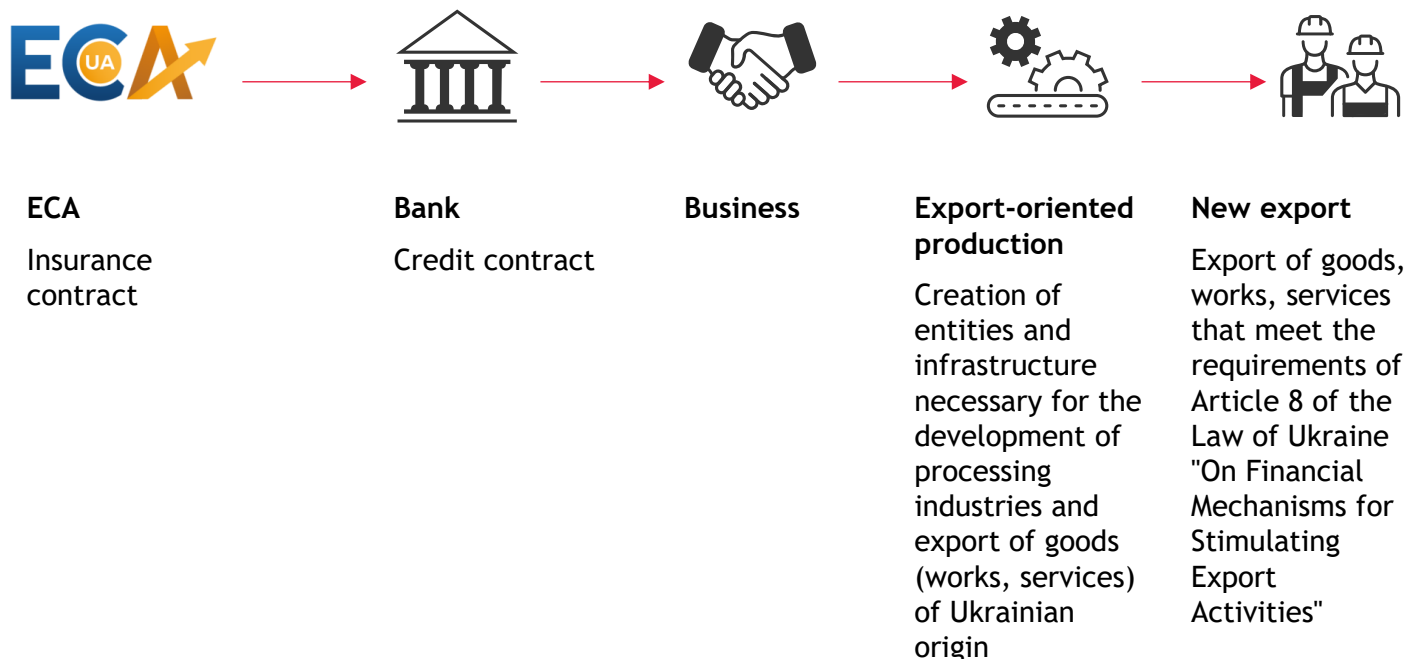 ECA
UA
ECA
Insurance
contract
Bank
Credit contract
Business
Export-oriented
production
Creation of
entities and
infrastructure
necessary for the
development of
processing
industries and
export of goods
(works, services)
of Ukrainian
origin
New export
Export of goods,
works, services
that meet the
requirements of
Article 8 of the
Law of Ukraine
"On Financial
Mechanisms for
Stimulating
Export
Activities"